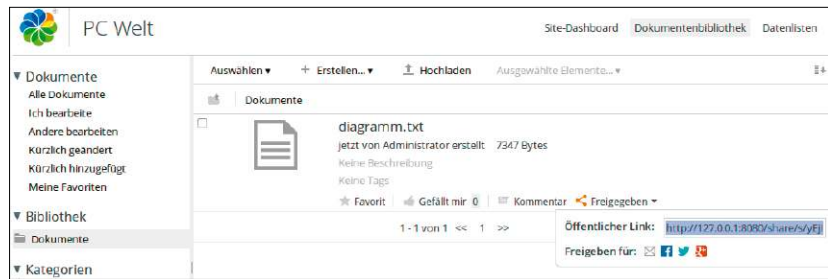 PC Welt
Site-Dashboard Dokumentenbibliothek Datenlisten
Dokumente
Alle Dokumente
Ich bearbeite
Andere bearbeiten
Kürzlich geändert
Kürzlich hinzugefügt
Meine Favoriten
Bibliothek
Dokumente
Kategorien
Auswählen ▾ + Erstellen... ▾ Hochladen Ausgewählte Elemente... ▾
Dokumente
diagramm.txt
jetzt von Administrator erstellt 7347 Bytes
Keine Beschreibung
Keine Tags
Favorit Gefällt mir 0 Kommentar Freigegeben ▾
1 - 1 von 1 << 1 >>
Öffentlicher Link: http://127.0.0.1:8080/share/s/yEji
Freigeben für: